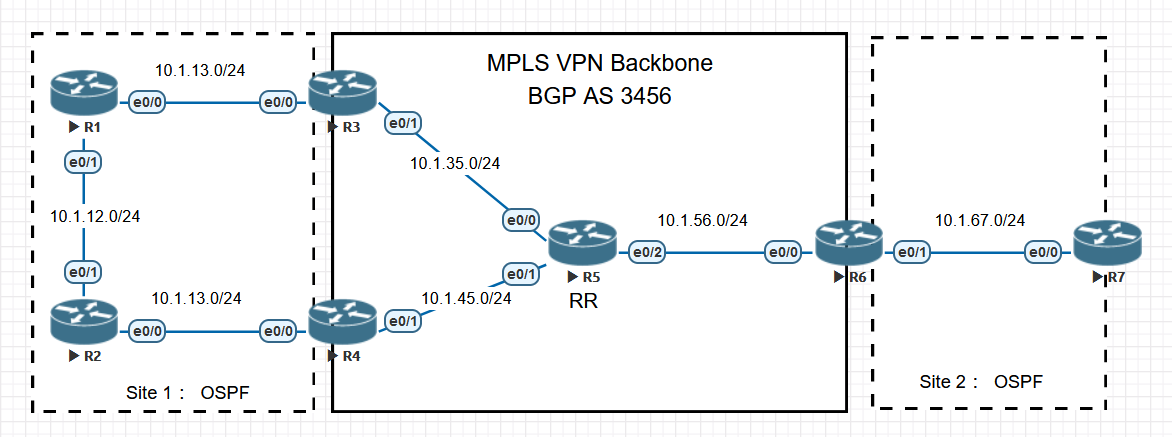 MPLS VPN Backbone
BGP AS 3456
10.1.13.0/24
e0/0
e0/0
R1
R3
e0/1
e0/1
10.1.35.0/24
10.1.12.0/24
e0/0
10.1.56.0/24
10.1.67.0/24
e0/2
e0/0
e0/1
e0/0
R5
R6
R7
RR
e0/1
e0/1
10.1.13.0/24
10.1.45.0/24
e0/0
e0/0
e0/1
R2
R4
Site 1： OSPF
Site 2： OSPF